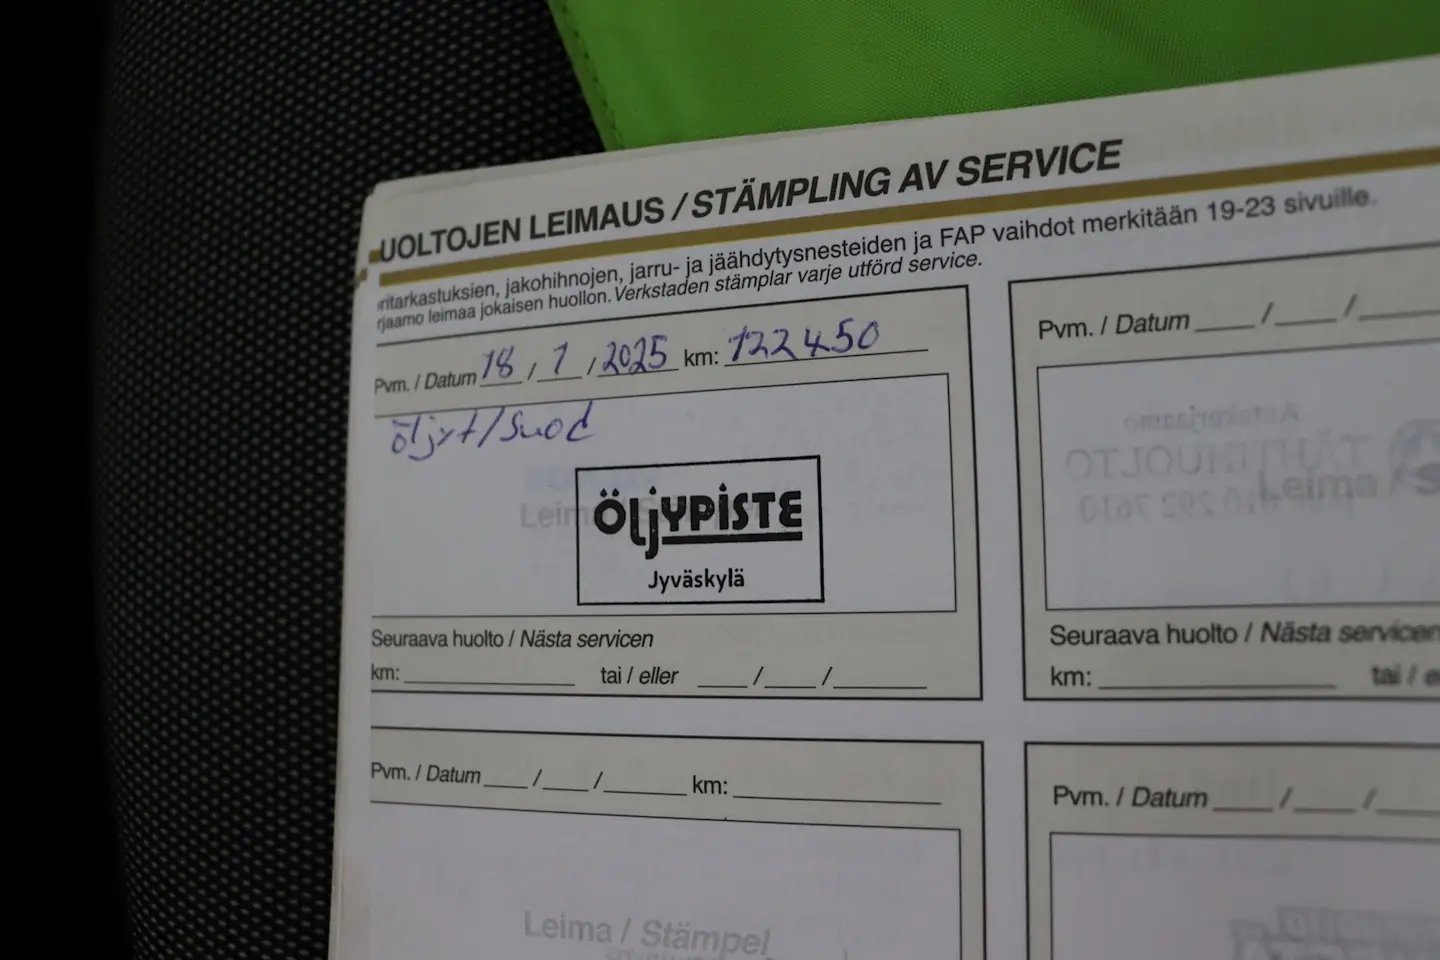 UOLTOJEN LEIMAUS / STÄMPLING AV SERVICE
ritarkastuksien, jakohihnojen, jarru- ja jäähdytysnesteiden ja FAP vaihdot merkitään 19-23 sivuille.
rjaamo leimaa jokaisen huollon. Verkstaden stämplar varje utförd service.
Pvm. / Datum 18 / 7 / 2025 km: 122450
öljyt/suod
ÖLJYPISTE
Jyväskylä
Seuraava huolto / Nästa servicen
km: tai / eller / /
Pvm. / Datum / /
Leima / S
Seuraava huolto / Nästa servicen
km: tai / e
Pvm. / Datum / / km:
Leima / Stämpel
Pvm. / Datum / /